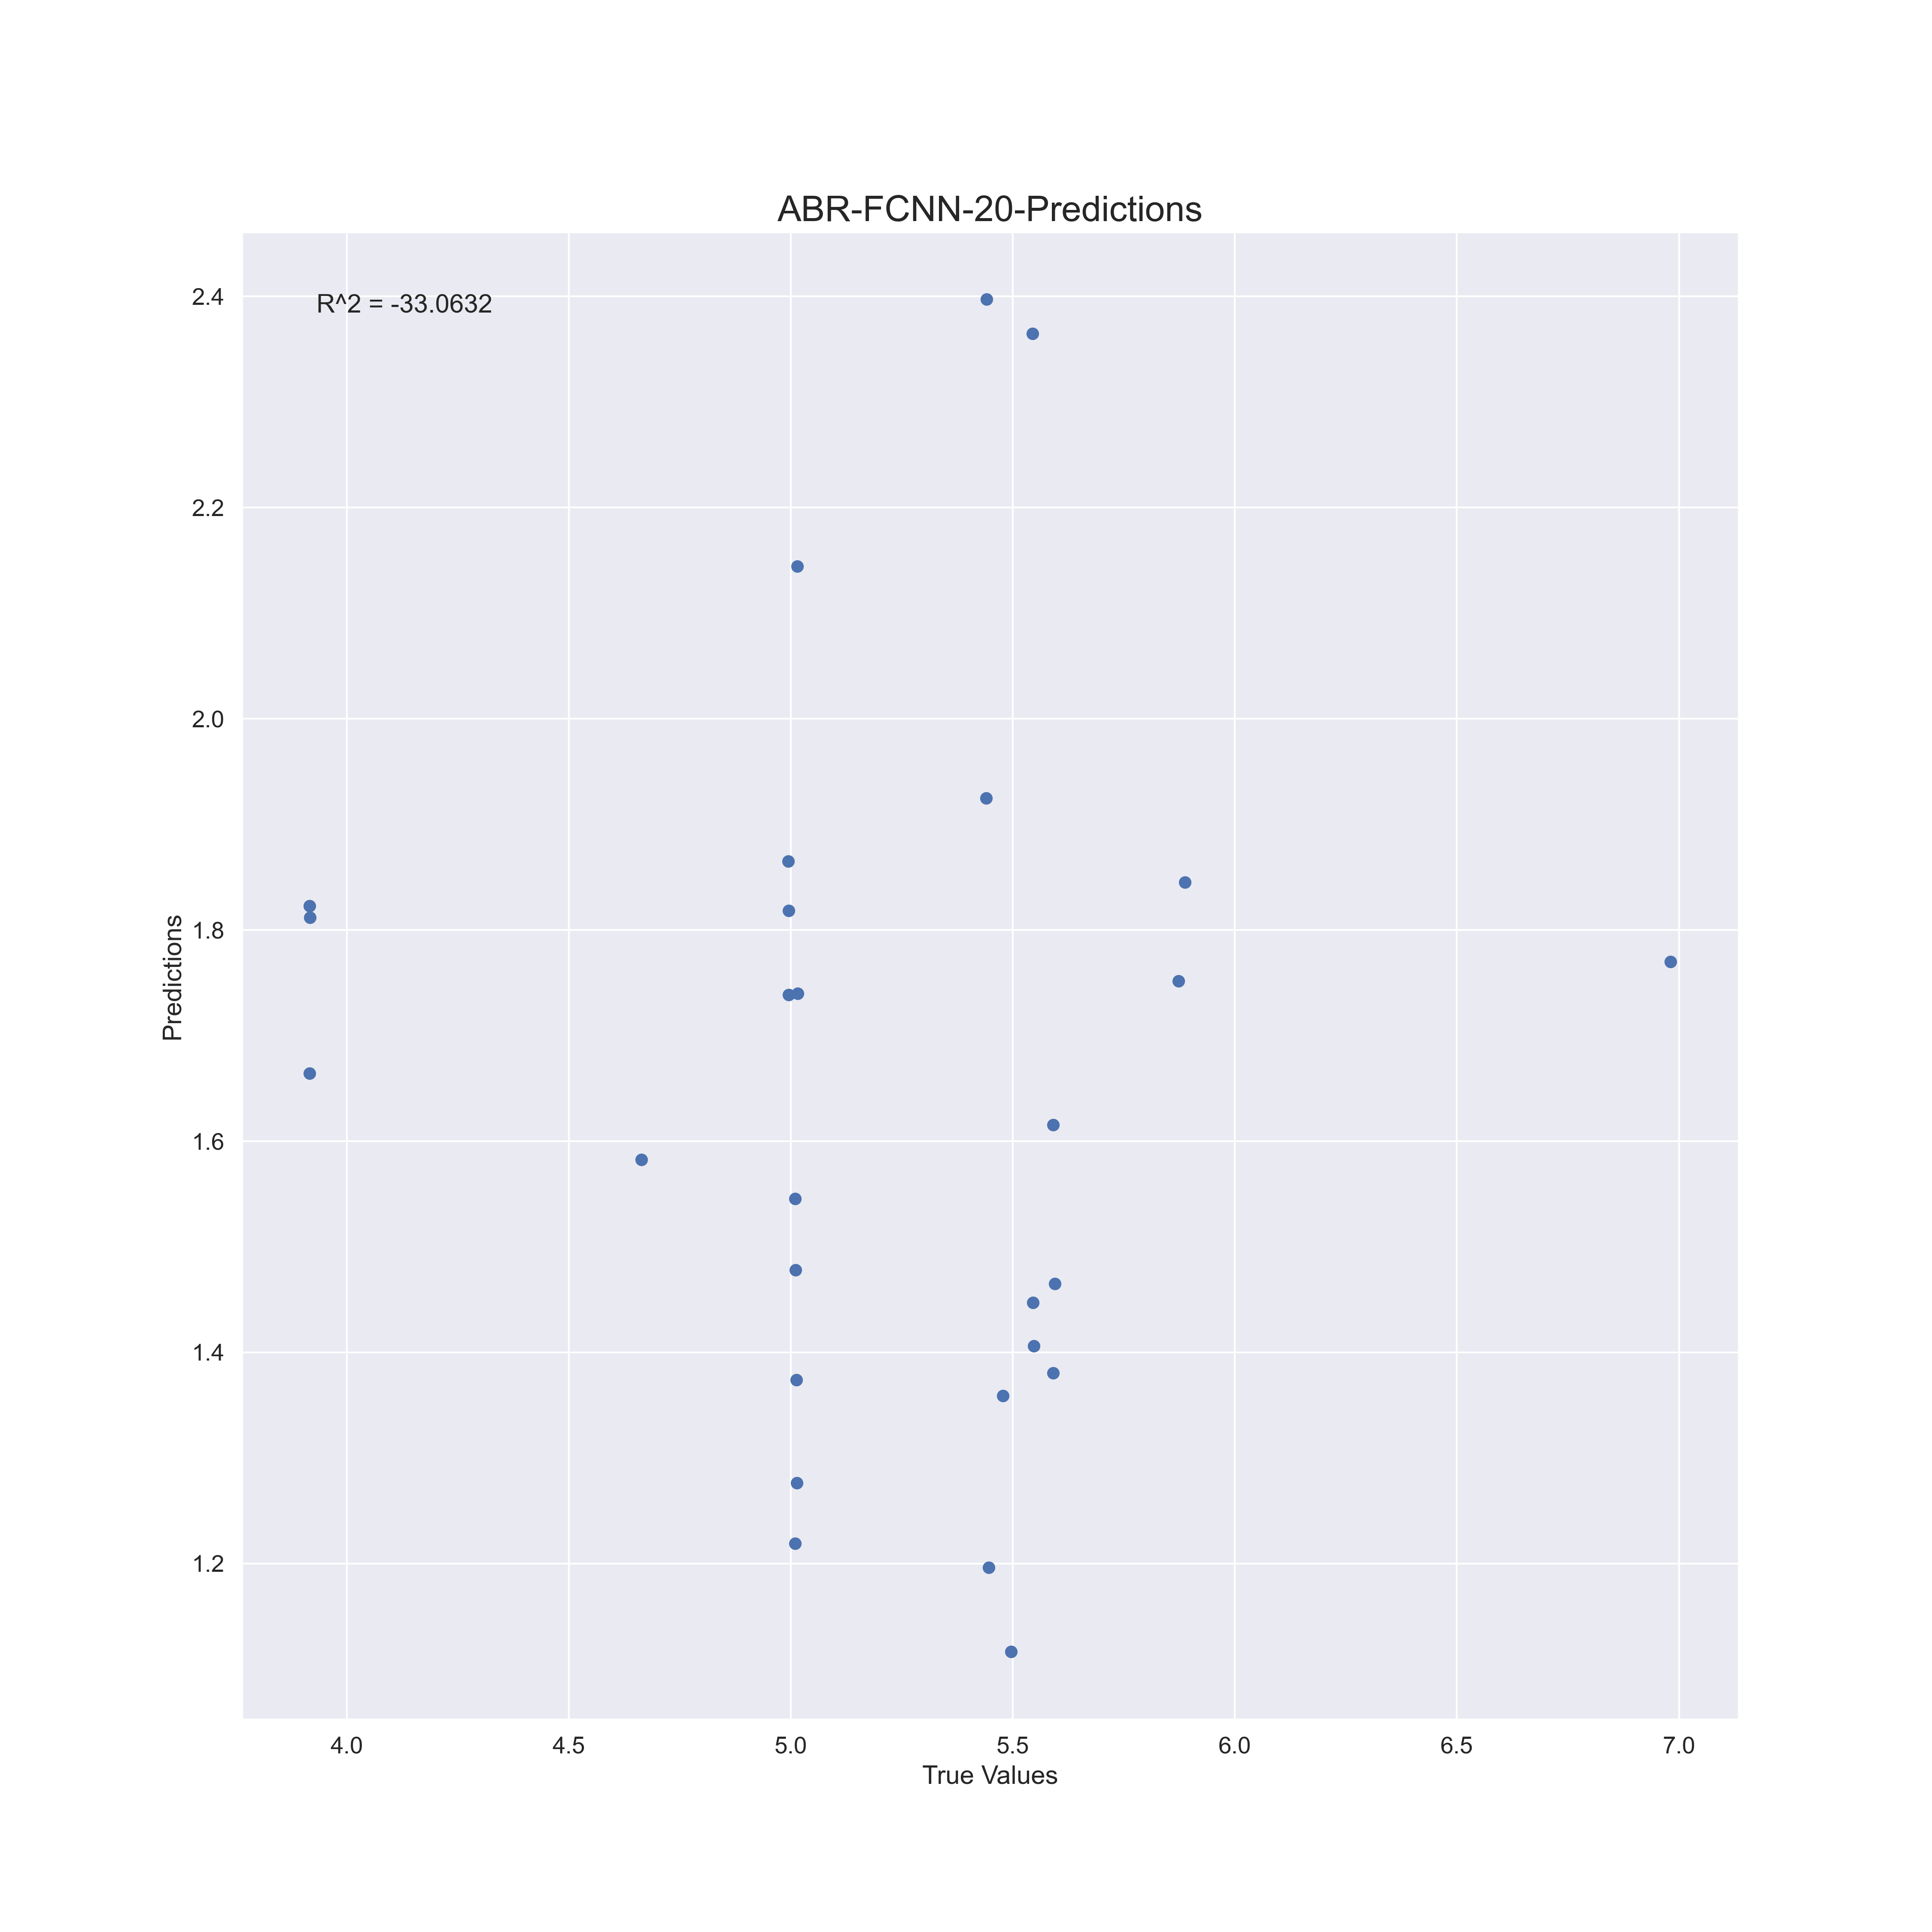 ABR-FCNN-20-Predictions
R^2 = -33.0632
2.4
2.2
2.0
1.8
1.6
1.4
1.2
Predictions
4.0 4.5 5.0 5.5 6.0 6.5 7.0
True Values